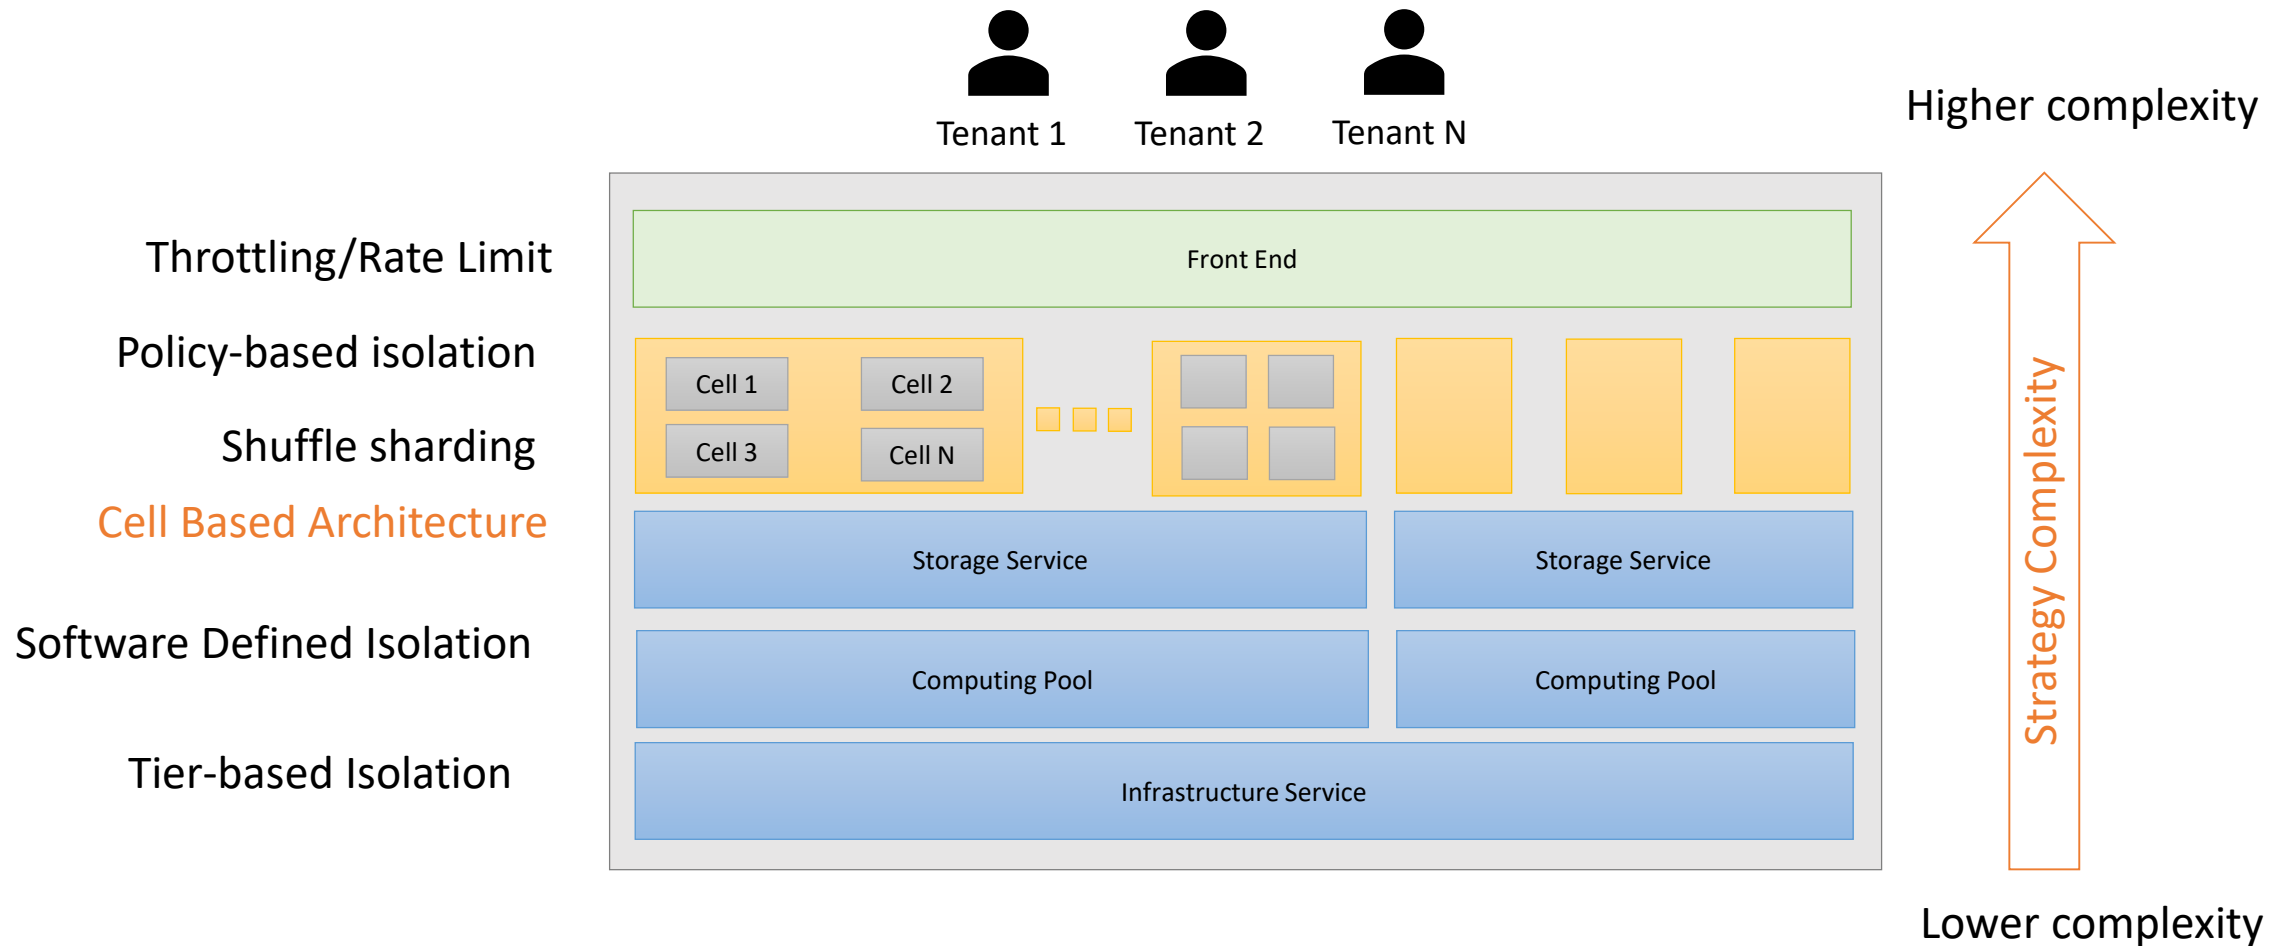 Tenant 1
Tenant 2
Tenant N
Higher complexity
Throttling/Rate Limit
Front End
Policy-based isolation
Cell 1
Cell 2
Shuffle sharding
Cell 3
Cell N
Cell Based Architecture
Storage Service
Storage Service
Software Defined Isolation
Computing Pool
Computing Pool
Tier-based Isolation
Infrastructure Service
Strategy Complexity
Lower complexity